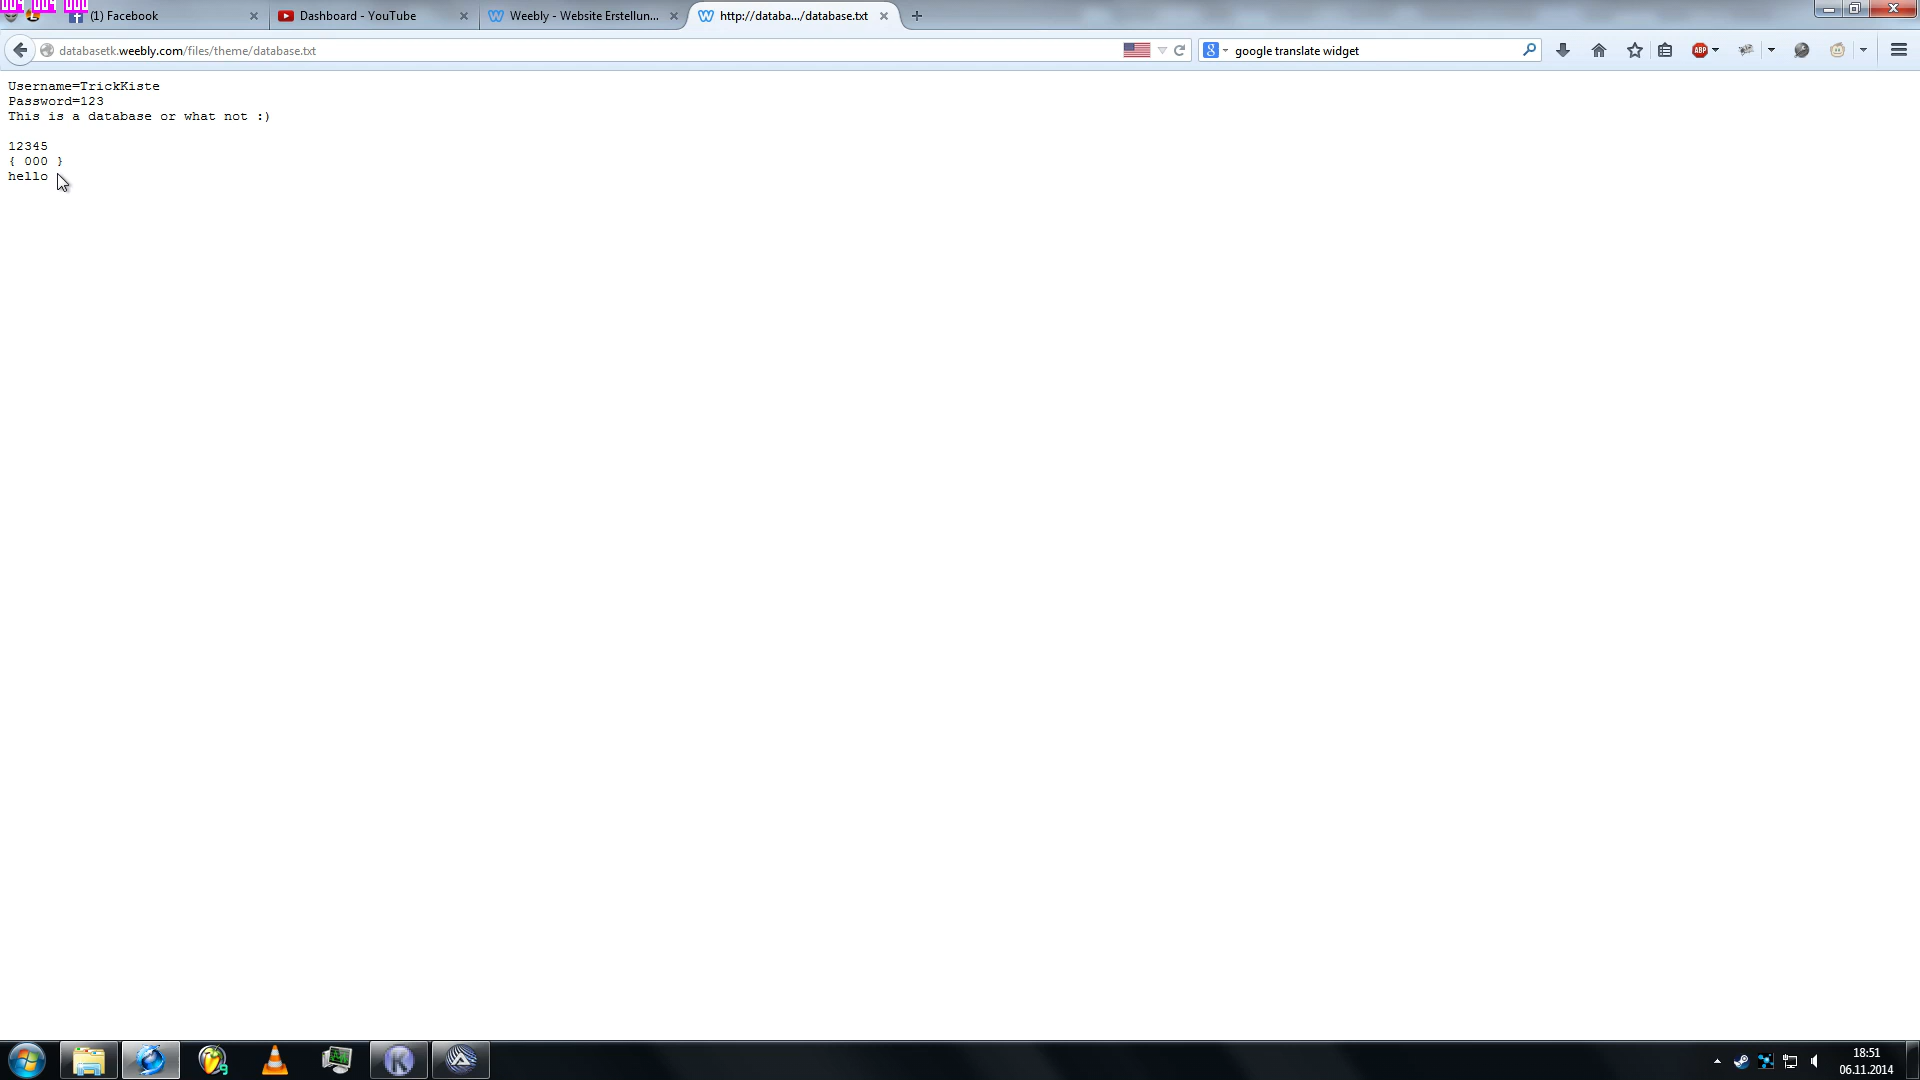 (1) Facebook
Dashboard - YouTube
Weebly - Website Erstellun...
http://databa.../database.txt
databasetk.weebly.com/files/theme/database.txt
google translate widget
ABP
Username=TrickKiste
Password=123
This is a database or what not :)
12345
{ 000 }
hello
18:51
06.11.2014